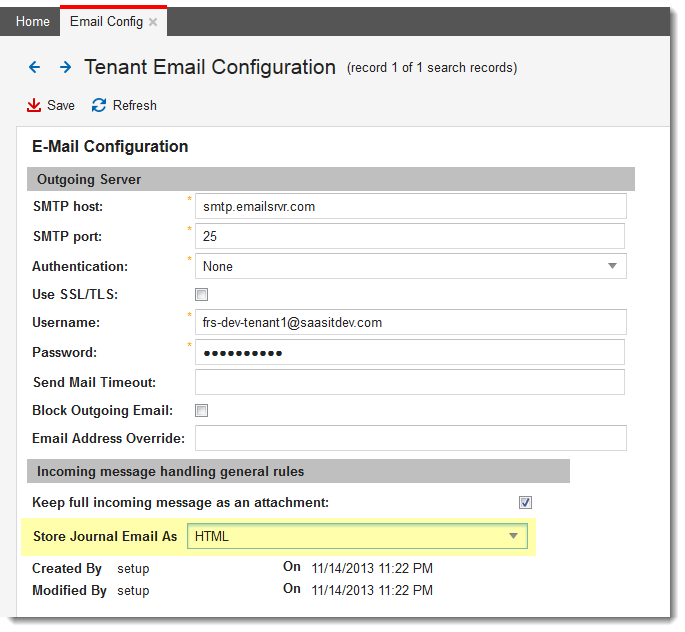 Home Email Config ×
Tenant Email Configuration (record 1 of 1 search records)
Save Refresh
E-Mail Configuration
Outgoing Server
SMTP host: * smtp.emailsrvr.com
SMTP port: * 25
Authentication: * None
Use SSL/TLS:
Username: * frs-dev-tenant1@saasitdev.com
Password: * ●●●●●●●●●●
Send Mail Timeout:
Block Outgoing Email:
Email Address Override:
Incoming message handling general rules
Keep full incoming message as an attachment:
Store Journal Email As HTML
Created By setup On 11/14/2013 11:22 PM
Modified By setup On 11/14/2013 11:22 PM